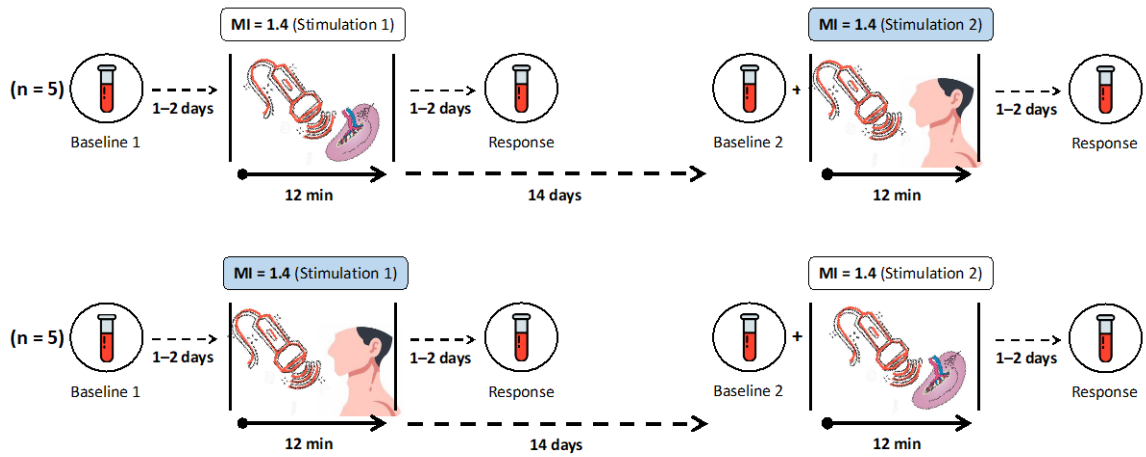 MI = 1.4 (Stimulation 1)
MI = 1.4 (Stimulation 2)
(n = 5)
1–2 days
1–2 days
+
1–2 days
Baseline 1
Response
Baseline 2
Response
12 min
14 days
12 min
MI = 1.4 (Stimulation 1)
MI = 1.4 (Stimulation 2)
(n = 5)
1–2 days
1–2 days
+
1–2 days
Baseline 1
Response
Baseline 2
Response
12 min
14 days
12 min